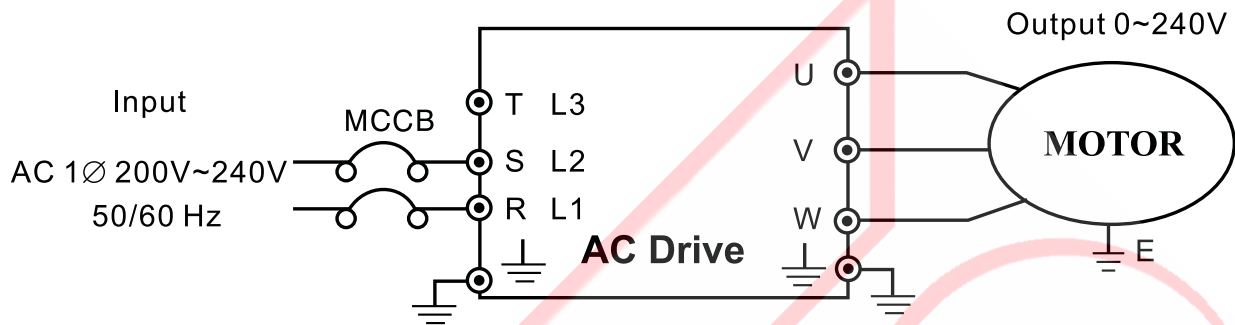 Output 0~240V
Input
MCCB
AC 1∅ 200V~240V
50/60 Hz
T L3
S L2
R L1
AC Drive
U
V
W
MOTOR
E